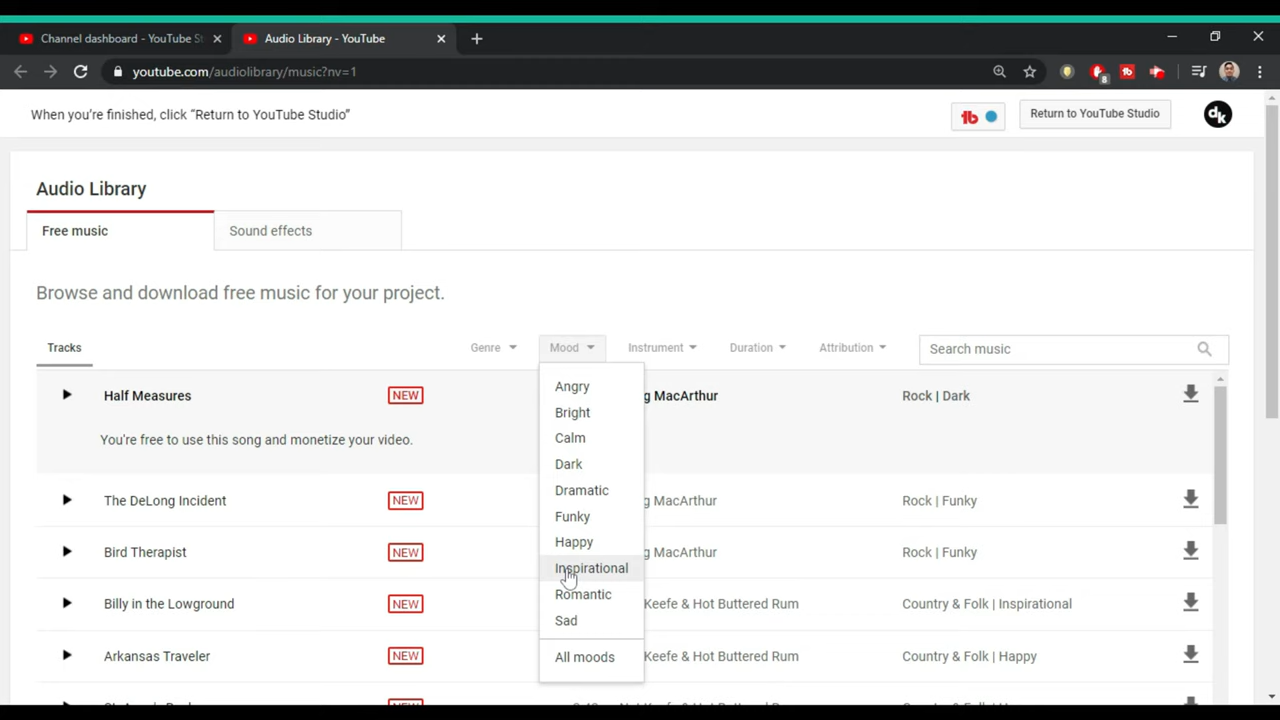 Channel dashboard - YouTube St
Audio Library - YouTube
youtube.com/audiolibrary/music?nv=1
8
tb
When you're finished, click “Return to YouTube Studio”
tb
Return to YouTube Studio
dk
Audio Library
Free music
Sound effects
Browse and download free music for your project.
Tracks
Genre
Mood
Instrument
Duration
Attribution
Search music
Angry
Bright
Calm
Dark
Dramatic
Funky
Happy
Inspirational
Romantic
Sad
All moods
Half Measures NEW g MacArthur Rock | Dark
You're free to use this song and monetize your video.
The DeLong Incident NEW g MacArthur Rock | Funky
Bird Therapist NEW g MacArthur Rock | Funky
Billy in the Lowground NEW Keefe & Hot Buttered Rum Country & Folk | Inspirational
Arkansas Traveler NEW Keefe & Hot Buttered Rum Country & Folk | Happy